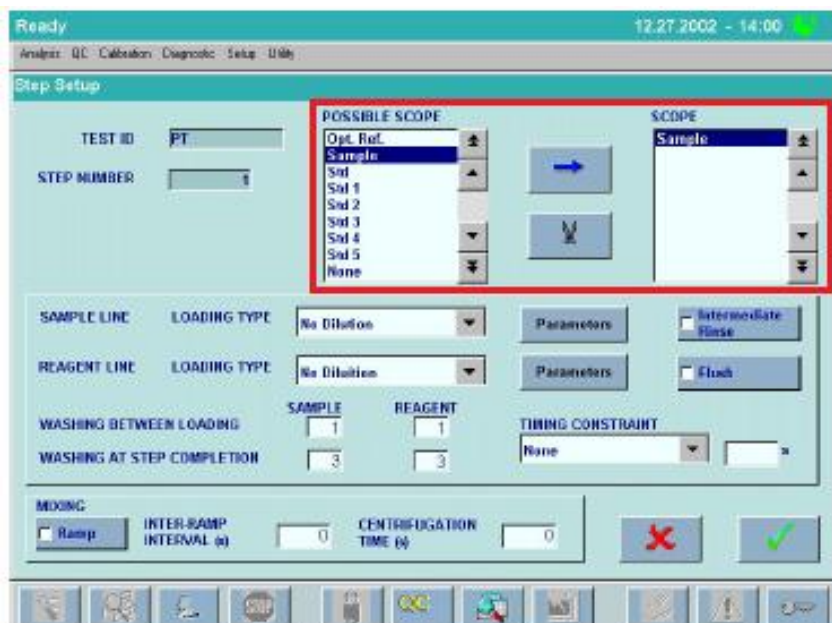 Ready 12.27.2002 - 14:00
Analysis QC Calibration Diagnostic Setup Utility
Step Setup
POSSIBLE SCOPE SCOPE
TEST ID PT
STEP NUMBER 1
Opt. Ref.
Sample
Std
Std 1
Std 2
Std 3
Std 4
Std 5
None
Sample
SAMPLE LINE LOADING TYPE No Dilution Parameters Intermediate
Rinse
REAGENT LINE LOADING TYPE No Diluition Parameters Flush
SAMPLE REAGENT
WASHING BETWEEN LOADING 1 1
TIMING CONSTRAINT
None s
WASHING AT STEP COMPLETION 3 3
MIXING
Ramp
INTER-RAMP
INTERVAL (s) 0
CENTRIFUGATION
TIME (s) 0
STOP QC